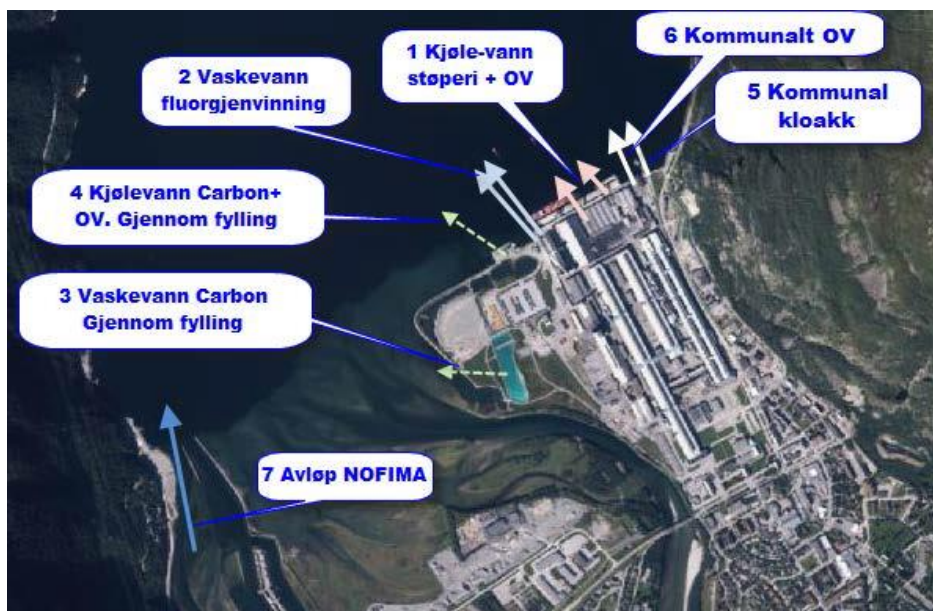 6 Kommunalt OV
1 Kjøle-vann
støperi + OV
2 Vaskevann
fluorgjenvinning
5 Kommunal
kloakk
4 Kjølevann Carbon+
OV. Gjennom fylling
3 Vaskevann Carbon
Gjennom fylling
7 Avløp NOFIMA